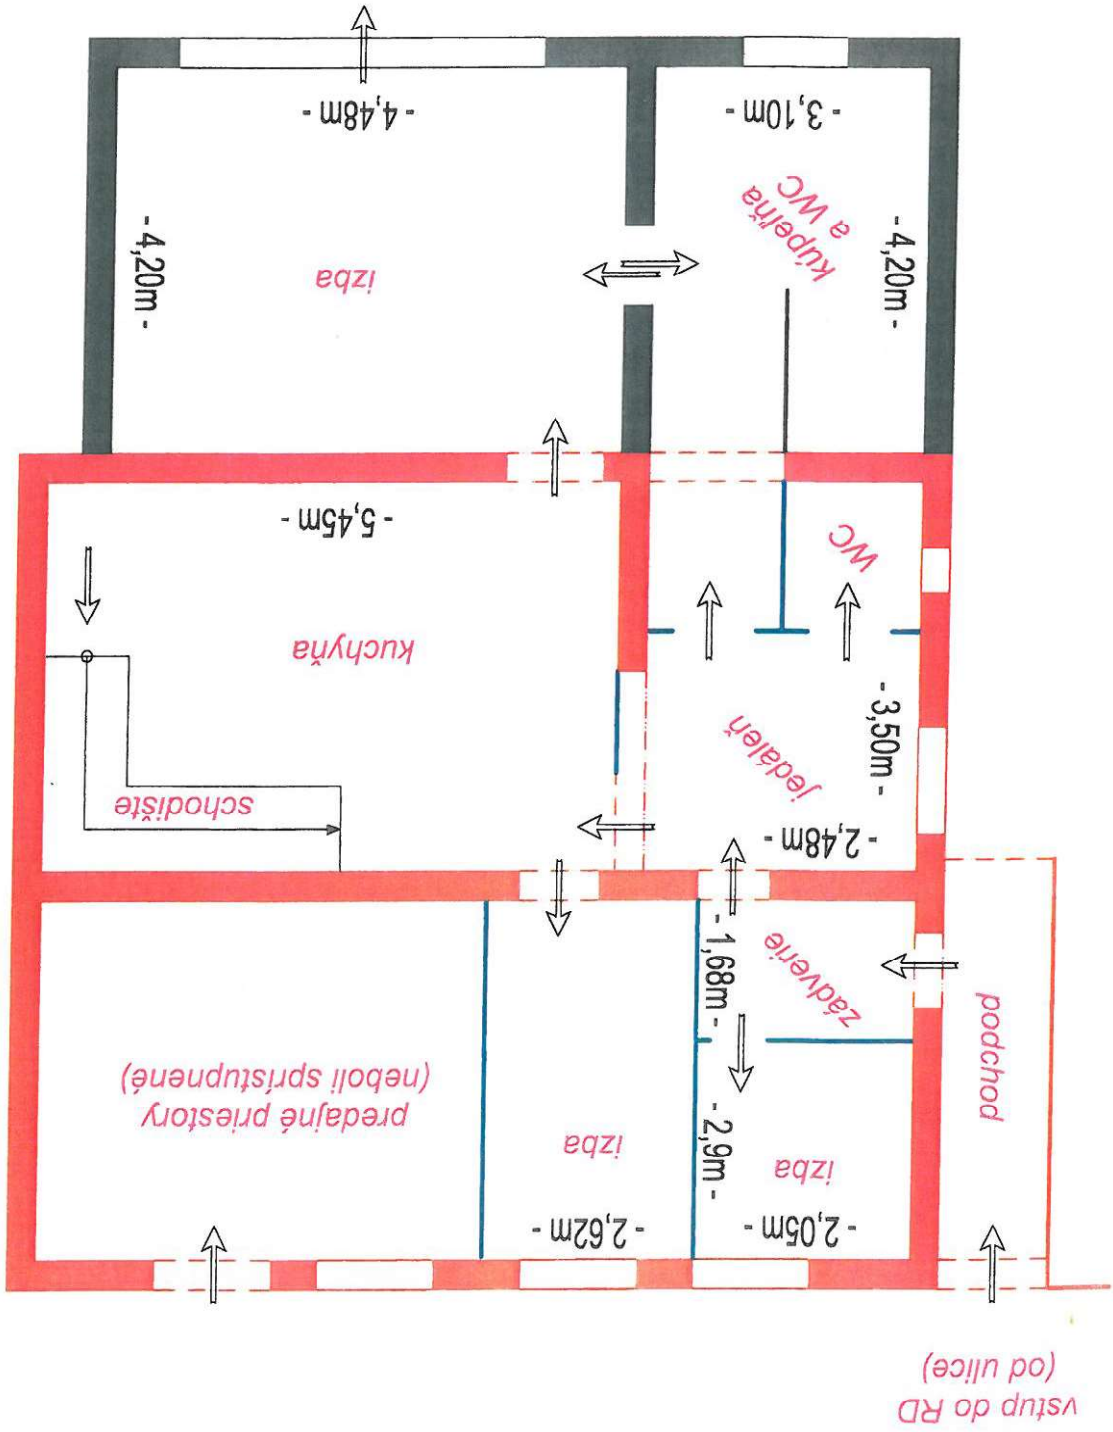 vstup do RD
(od ulice)
- 2,05m -
- 2,62m -
izba
- 2,9m -
izba
predajné priestory
(neboli sprístupnené)
podchod
zádverie
- 1,68m -
- 2,48m -
jedáleň
- 3,50m -
schodište
kuchyňa
WC
- 5,45m -
- 4,20m -
kúpeľňa
a WC
izba
- 4,20m -
- 3,10m -
- 4,48m -